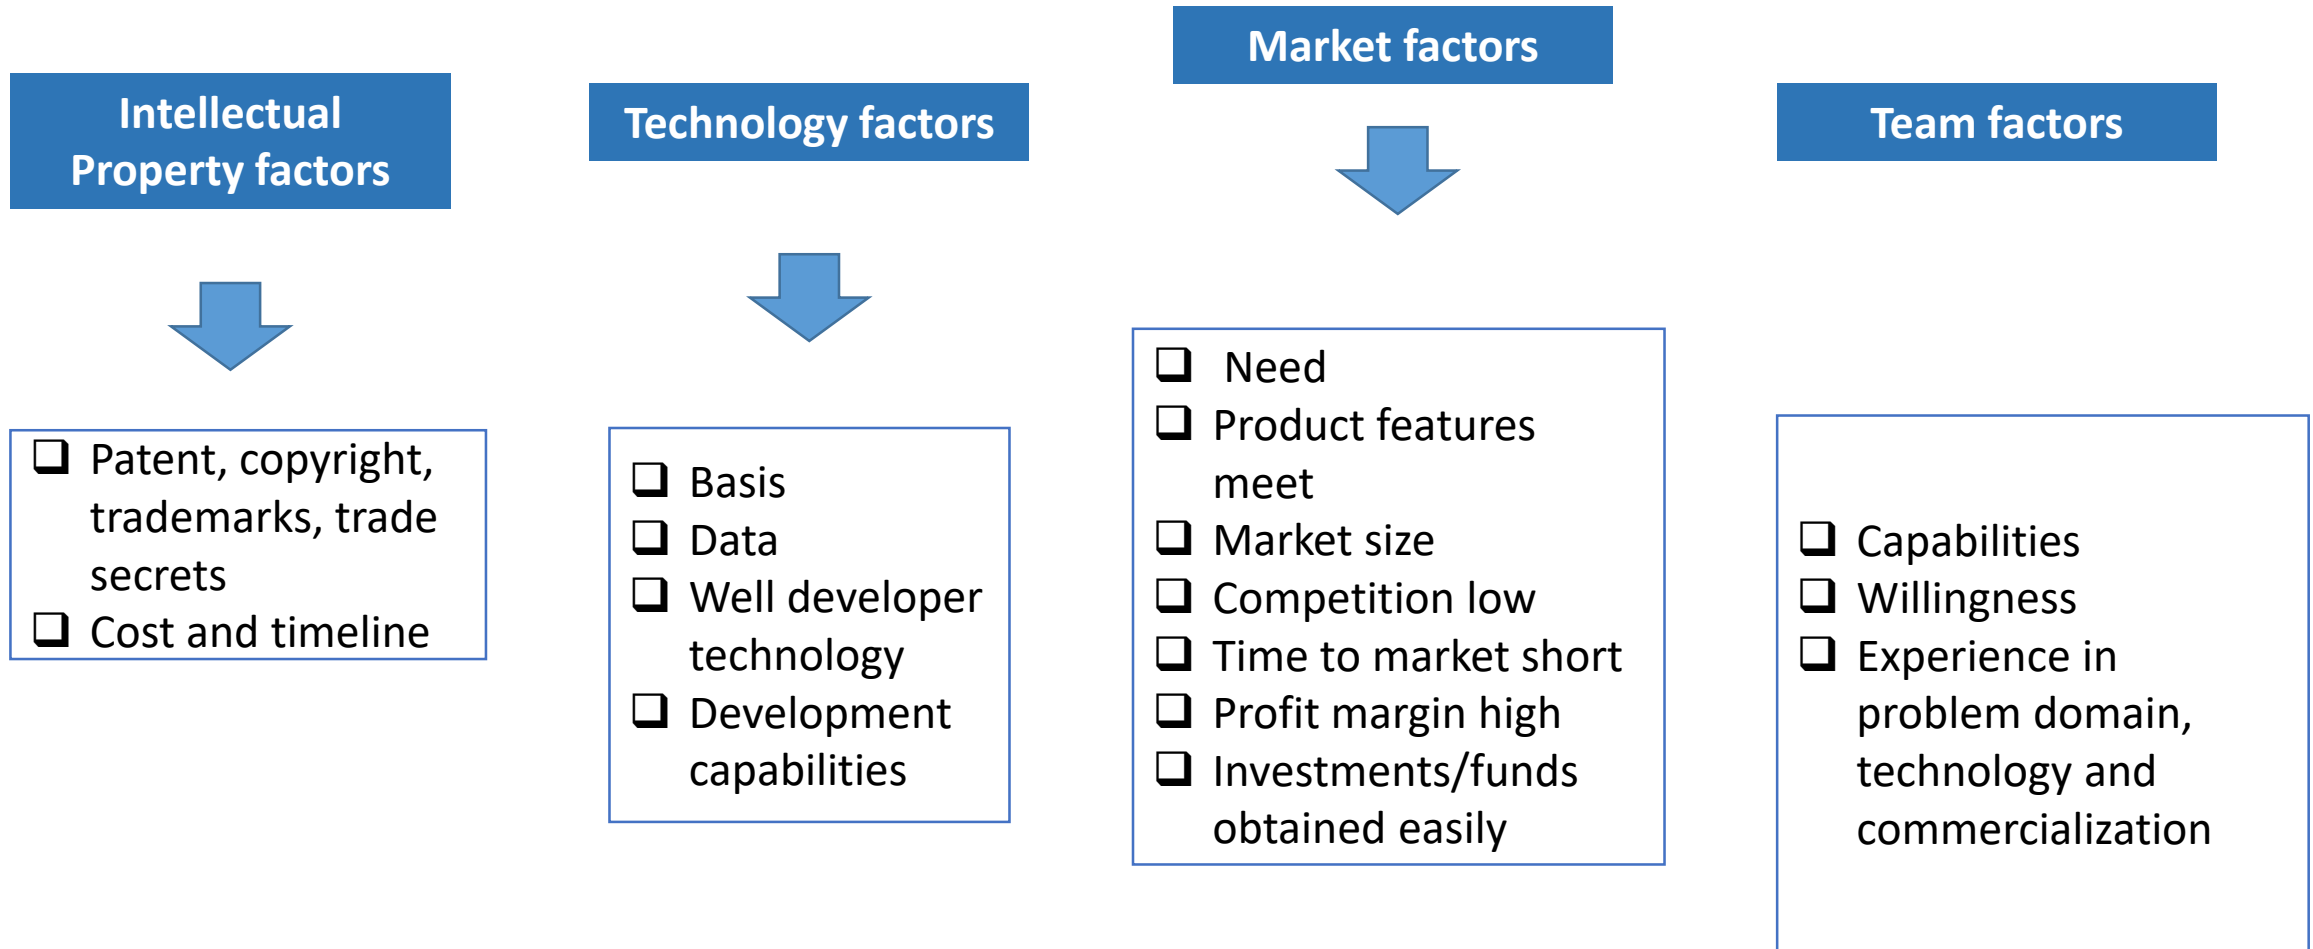 Intellectual
Property factors
Patent, copyright,
trademarks, trade
secrets
Cost and timeline
Technology factors
Basis
Data
Well developer
technology
Development
capabilities
Market factors
Need
Product features
meet
Market size
Competition low
Time to market short
Profit margin high
Investments/funds
obtained easily
Team factors
Capabilities
Willingness
Experience in
problem domain,
technology and
commercialization